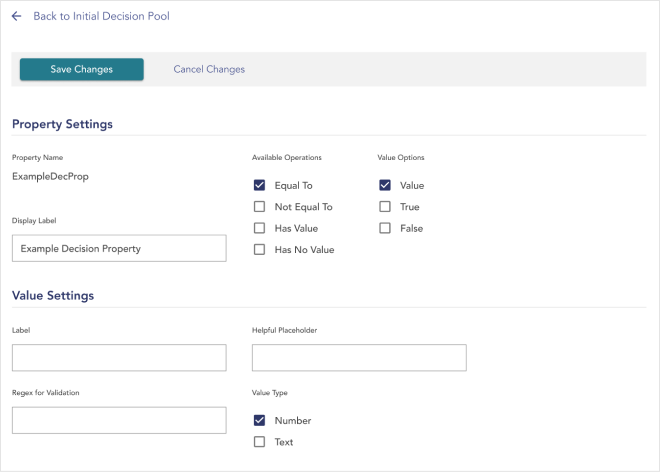 Back to Initial Decision Pool
Save Changes
Cancel Changes
Property Settings
Property Name
ExampleDecProp
Display Label
Example Decision Property
Available Operations
Equal To
Not Equal To
Has Value
Has No Value
Value Options
Value
True
False
Value Settings
Label
Helpful Placeholder
Regex for Validation
Value Type
Number
Text